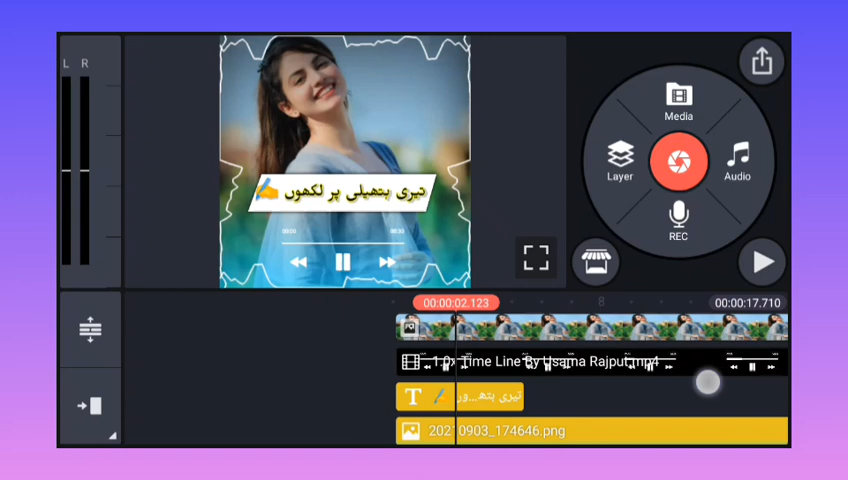 L R
Media
Layer
Audio
REC
تیری ہتھیلی پر لکھوں ✍️
00:00:02.123
8
00:00:17.710
1.0x Time Line By Usama Rajput.mp4
T
تیری ہتھ...ور
20210903_174646.png